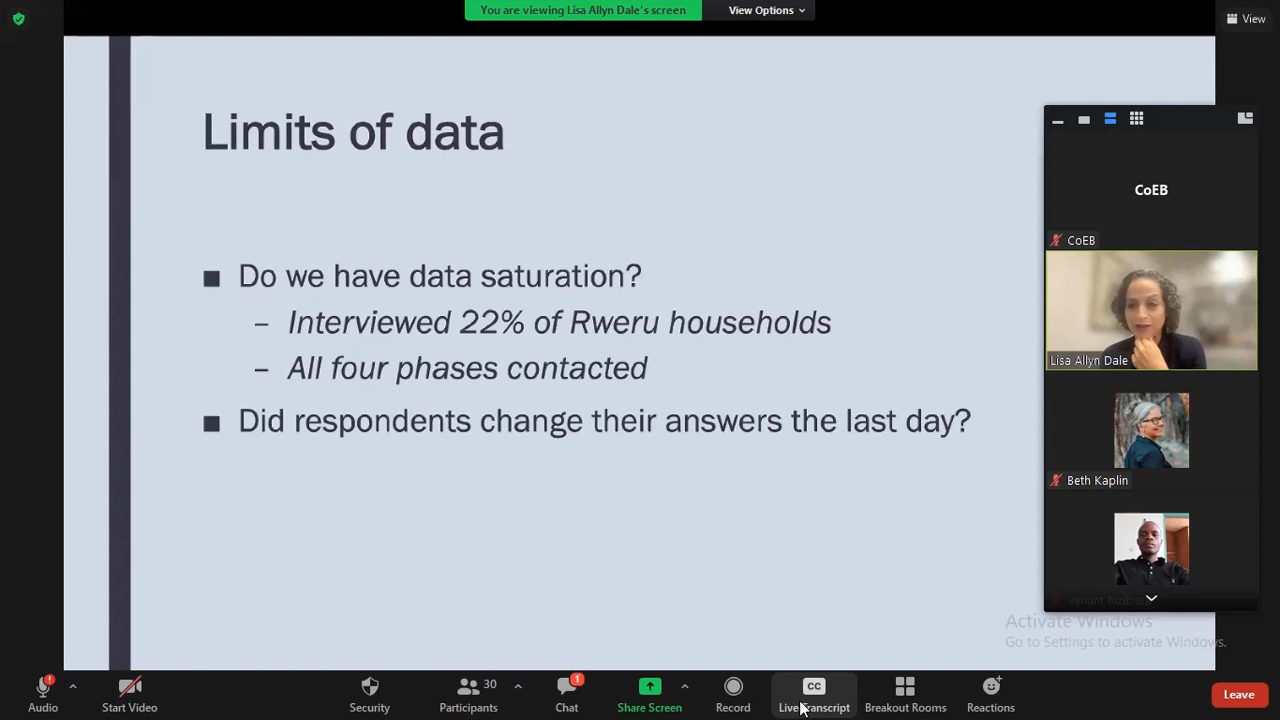 You are viewing Lisa Allyn Dale's screen
View Options
View
Limits of data
Do we have data saturation?
– Interviewed 22% of Rweru households
– All four phases contacted
Did respondents change their answers the last day?
CoEB
CoEB
Lisa Allyn Dale
Beth Kaplin
Activate Windows
Go to Settings to activate Windows.
Audio
Start Video
Security
Participants
30
Chat
1
Share Screen
Record
CC
Live Transcript
Breakout Rooms
Reactions
Leave